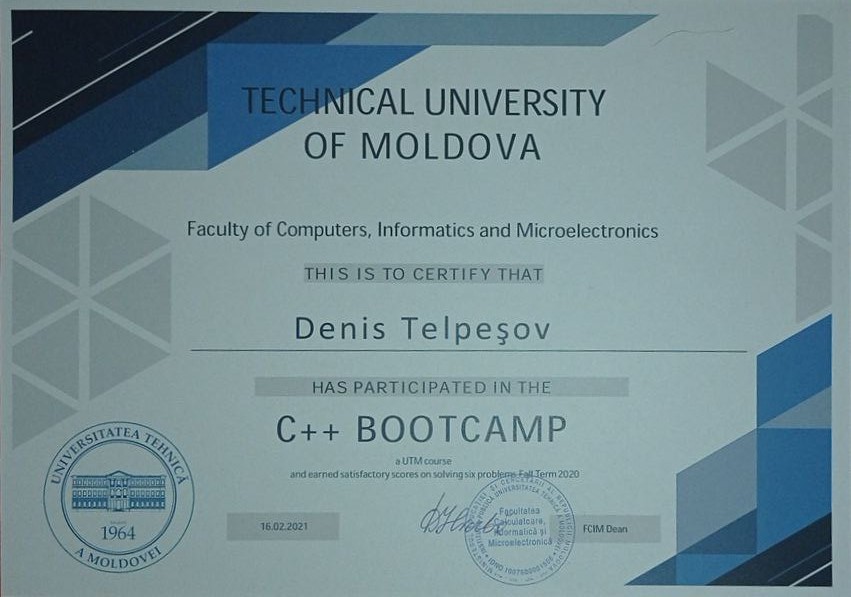 TECHNICAL UNIVERSITY
OF MOLDOVA
Faculty of Computers, Informatics and Microelectronics
THIS IS TO CERTIFY THAT
Denis Telpeşov
HAS PARTICIPATED IN THE
C++ BOOTCAMP
a UTM course
and earned satisfactory scores on solving six problems Fall Term 2020
UNIVERSITATEA TEHNICĂ
1964
A MOLDOVEI
16.02.2021
Facultatea
Calculatoare,
Informatică şi
Microelectronică
FCIM Dean